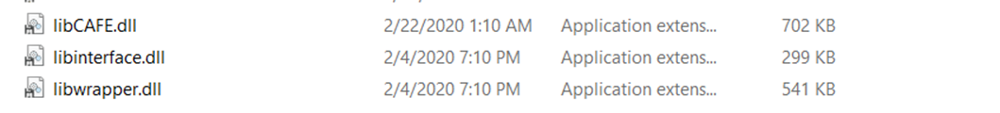 libCAFE.dll 2/22/2020 1:10 AM Application extens... 702 KB
libinterface.dll 2/4/2020 7:10 PM Application extens... 299 KB
libwrapper.dll 2/4/2020 7:10 PM Application extens... 541 KB